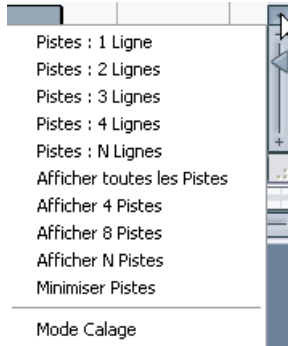 Pistes : 1 Ligne
Pistes : 2 Lignes
Pistes : 3 Lignes
Pistes : 4 Lignes
Pistes : N Lignes
Afficher toutes les Pistes
Afficher 4 Pistes
Afficher 8 Pistes
Afficher N Pistes
Minimiser Pistes
Mode Calage